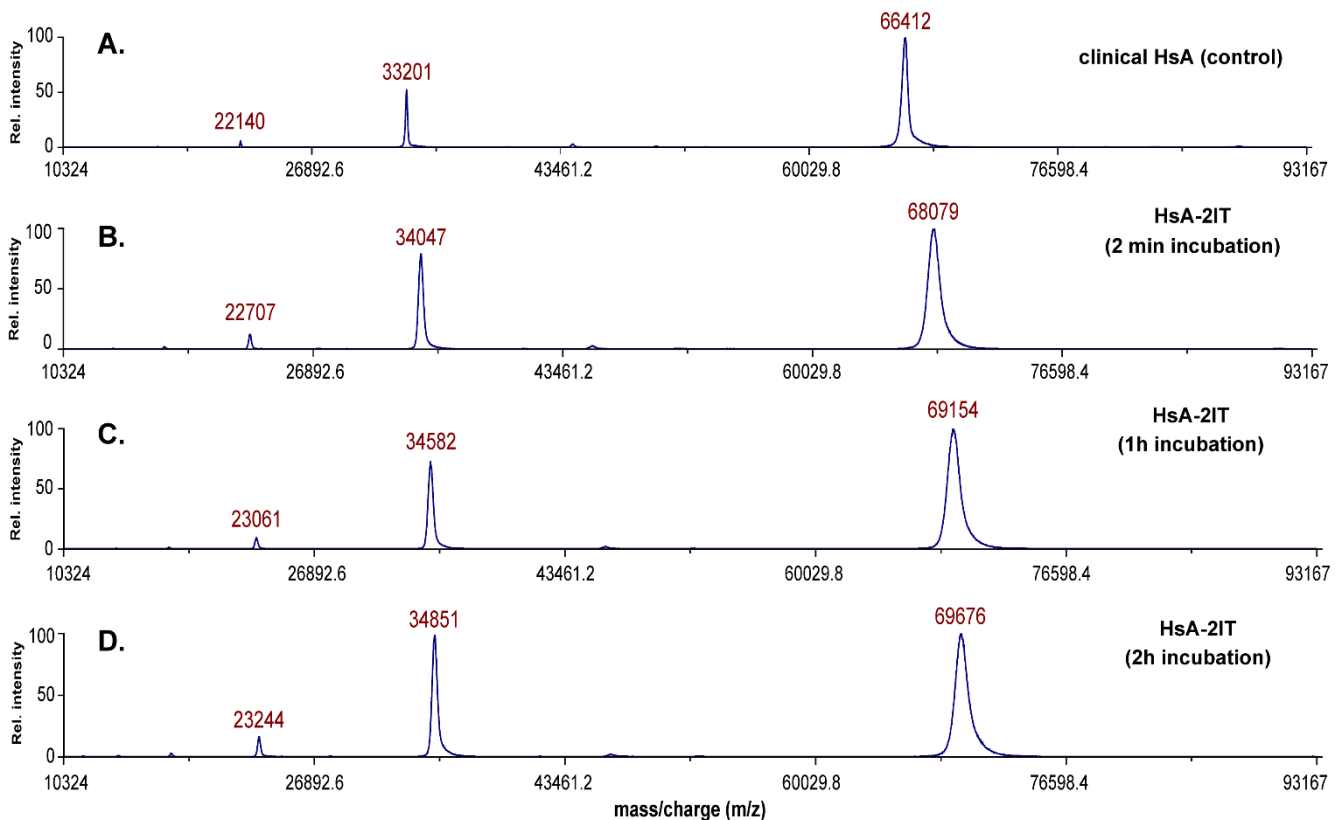 A.
Rel. intensity
100
50
0
22140
33201
66412
clinical HsA (control)
10324 26892.6 43461.2 60029.8 76598.4 93167
B.
Rel. intensity
100
50
0
22707
34047
68079
HsA-2IT
(2 min incubation)
10324 26892.6 43461.2 60029.8 76598.4 93167
C.
Rel. intensity
100
50
0
23061
34582
69154
HsA-2IT
(1h incubation)
10324 26892.6 43461.2 60029.8 76598.4 93167
D.
Rel. intensity
100
50
0
23244
34851
69676
HsA-2IT
(2h incubation)
10324 26892.6 43461.2 60029.8 76598.4 93167
mass/charge (m/z)